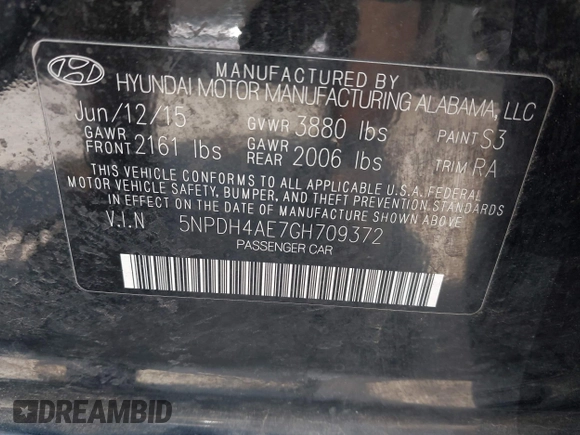 MANUFACTURED BY
HYUNDAI MOTOR MANUFACTURING ALABAMA, LLC
Jun/12/15 GVWR 3880 lbs PAINT S3
GAWR FRONT 2161 lbs GAWR REAR 2006 lbs TRIM RA
THIS VEHICLE CONFORMS TO ALL APPLICABLE U.S.A. FEDERAL
MOTOR VEHICLE SAFETY, BUMPER, AND THEFT PREVENTION
STANDARDS IN EFFECT ON THE DATE OF MANUFACTURE SHOWN ABOVE
V.I.N 5NPDH4AE7GH709372
PASSENGER CAR
DREAMBID